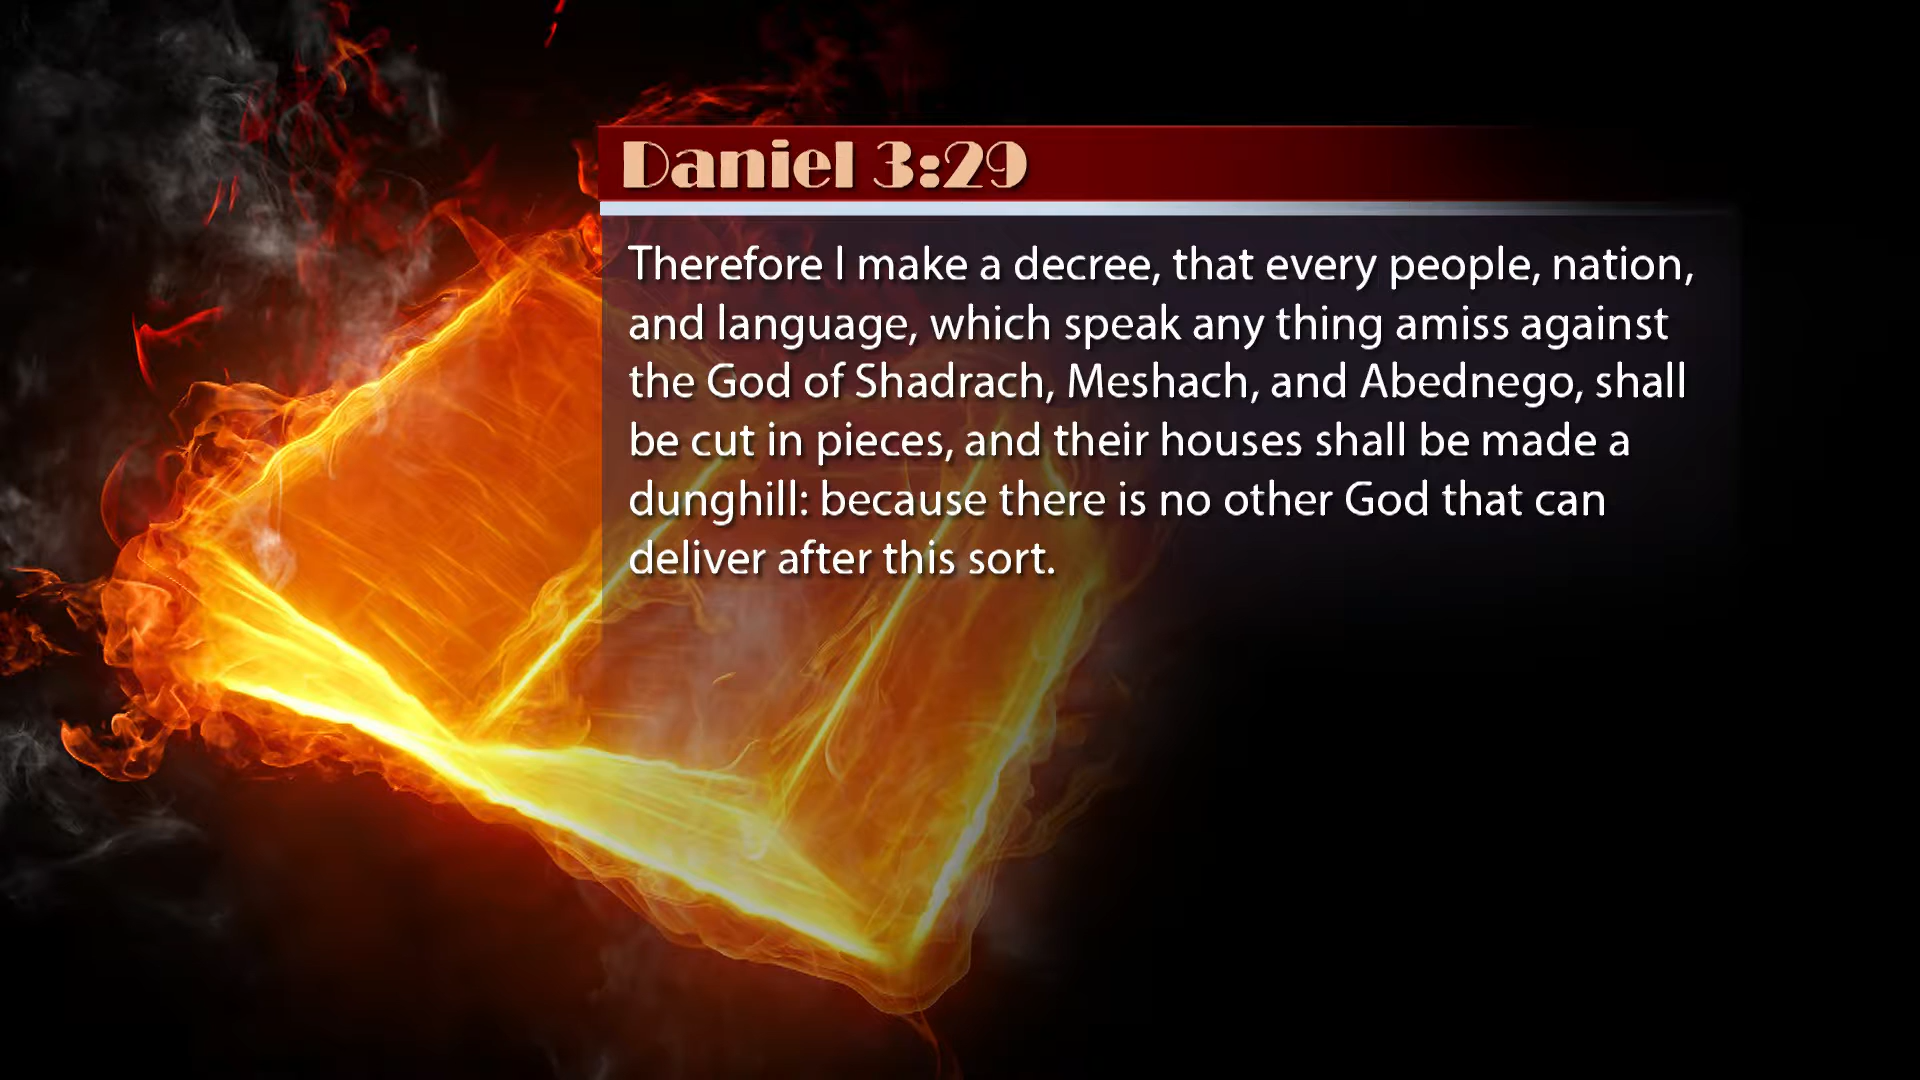 Daniel 3:29
Therefore I make a decree, that every people, nation,
and language, which speak any thing amiss against
the God of Shadrach, Meshach, and Abednego, shall
be cut in pieces, and their houses shall be made a
dunghill: because there is no other God that can
deliver after this sort.